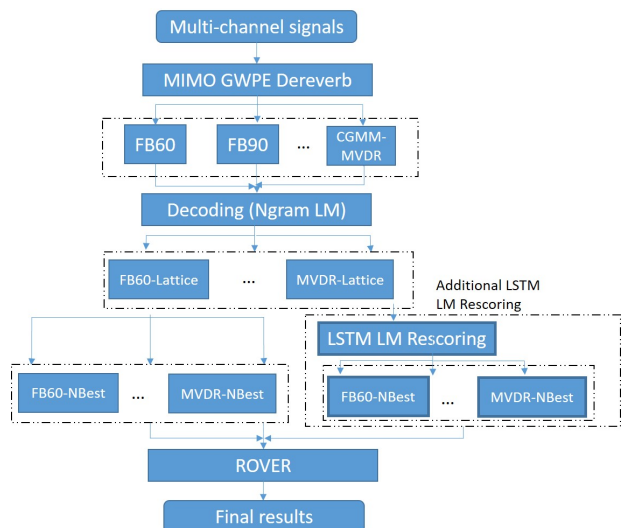 Multi-channel signals
MIMO GWPE Dereverb
FB60
FB90
...
CGMM-
MVDR
Decoding (Ngram LM)
FB60-Lattice
...
MVDR-Lattice
Additional LSTM
LM Rescoring
LSTM LM Rescoring
FB60-NBest
...
MVDR-NBest
FB60-NBest
...
MVDR-NBest
ROVER
Final results